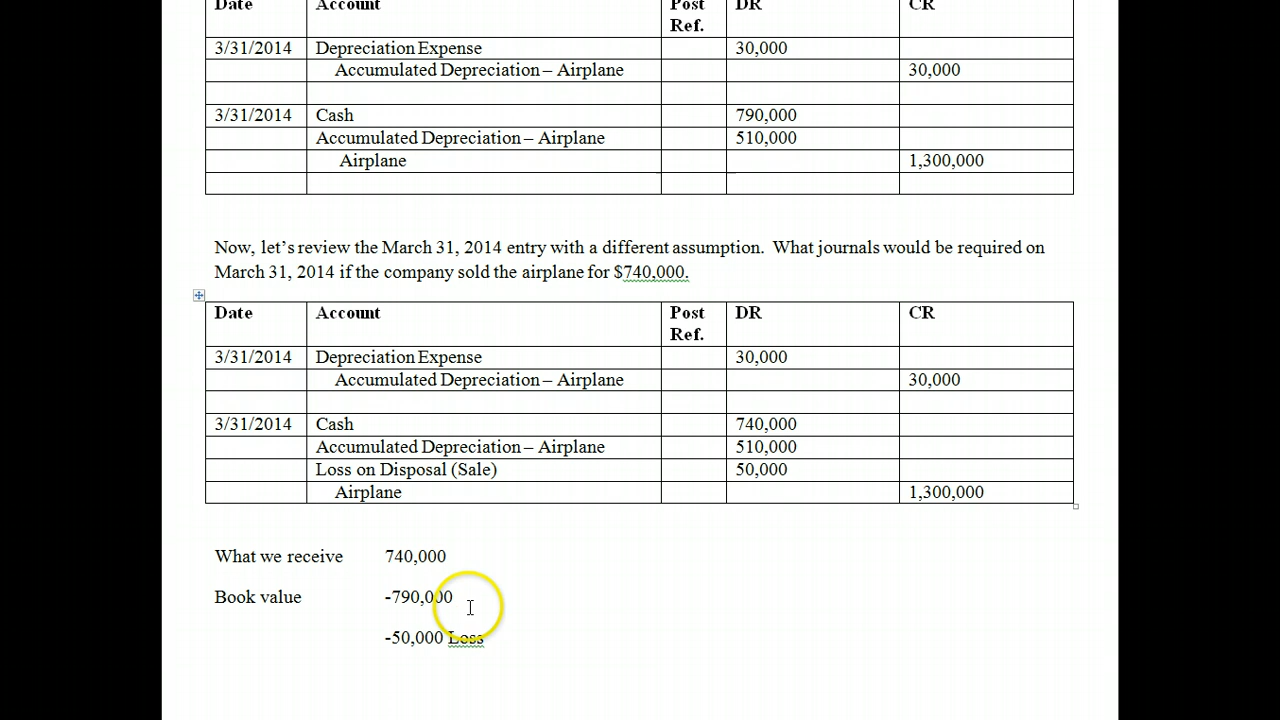 Date Account Post DR CR
Ref.
3/31/2014 Depreciation Expense 30,000
Accumulated Depreciation – Airplane 30,000
3/31/2014 Cash 790,000
Accumulated Depreciation – Airplane 510,000
Airplane 1,300,000
Now, let’s review the March 31, 2014 entry with a different assumption. What journals would be required on
March 31, 2014 if the company sold the airplane for $740,000.
Date Account Post DR CR
Ref.
3/31/2014 Depreciation Expense 30,000
Accumulated Depreciation – Airplane 30,000
3/31/2014 Cash 740,000
Accumulated Depreciation – Airplane 510,000
Loss on Disposal (Sale) 50,000
Airplane 1,300,000
What we receive 740,000
Book value -790,000
-50,000 Loss